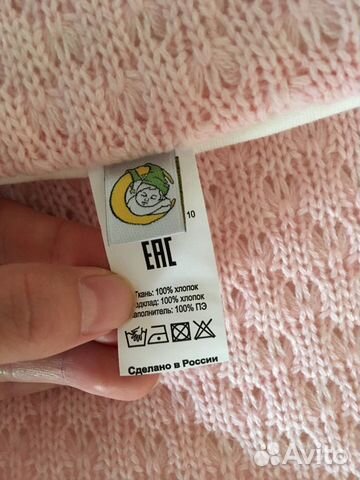 10
EAC
Ткань: 100% хлопок
Подклад: 100% хлопок
Наполнитель: 100% ПЭ
Сделано в России
Avito